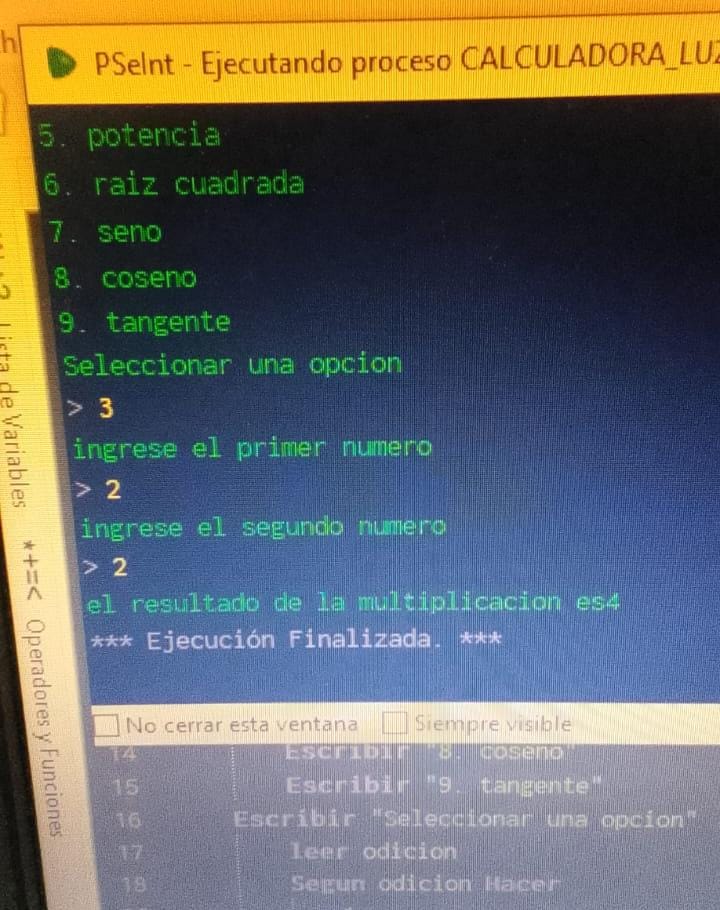 PSeInt - Ejecutando proceso CALCULADORA_LUZ
5. potencia
6. raiz cuadrada
7. seno
8. coseno
9. tangente
Seleccionar una opcion
> 3
ingrese el primer numero
> 2
ingrese el segundo numero
> 2
el resultado de la multiplicacion es4
*** Ejecución Finalizada. ***
No cerrar esta ventana
Siempre visible
14 Escribir "8. coseno"
15 Escribir "9. tangente"
16 Escribir "Seleccionar una opcion"
17 leer odicion
18 Segun odicion Hacer
Lista de Variables
*+=< Operadores y Funciones